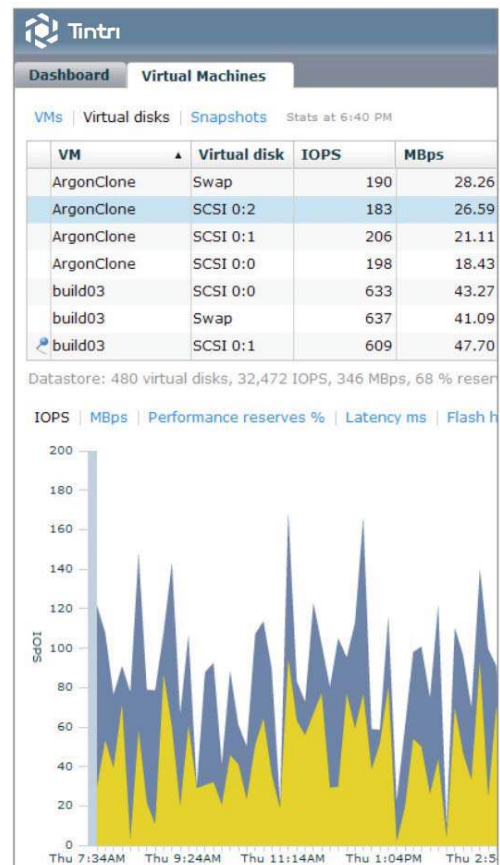 Tintri
Dashboard Virtual Machines
VMs | Virtual disks | Snapshots Stats at 6:40 PM
VM ▲ Virtual disk IOPS MBps
ArgonClone Swap 190 28.26
ArgonClone SCSI 0:2 183 26.59
ArgonClone SCSI 0:1 206 21.11
ArgonClone SCSI 0:0 198 18.43
build03 SCSI 0:0 633 43.27
build03 Swap 637 41.09
build03 SCSI 0:1 609 47.70
Datastore: 480 virtual disks, 32,472 IOPS, 346 MBps, 68 % reser
IOPS | MBps | Performance reserves % | Latency ms | Flash h
200
180
160
140
120
100
80
60
40
20
0
IOPS
Thu 7:34AM Thu 9:24AM Thu 11:14AM Thu 1:04PM Thu 2:5